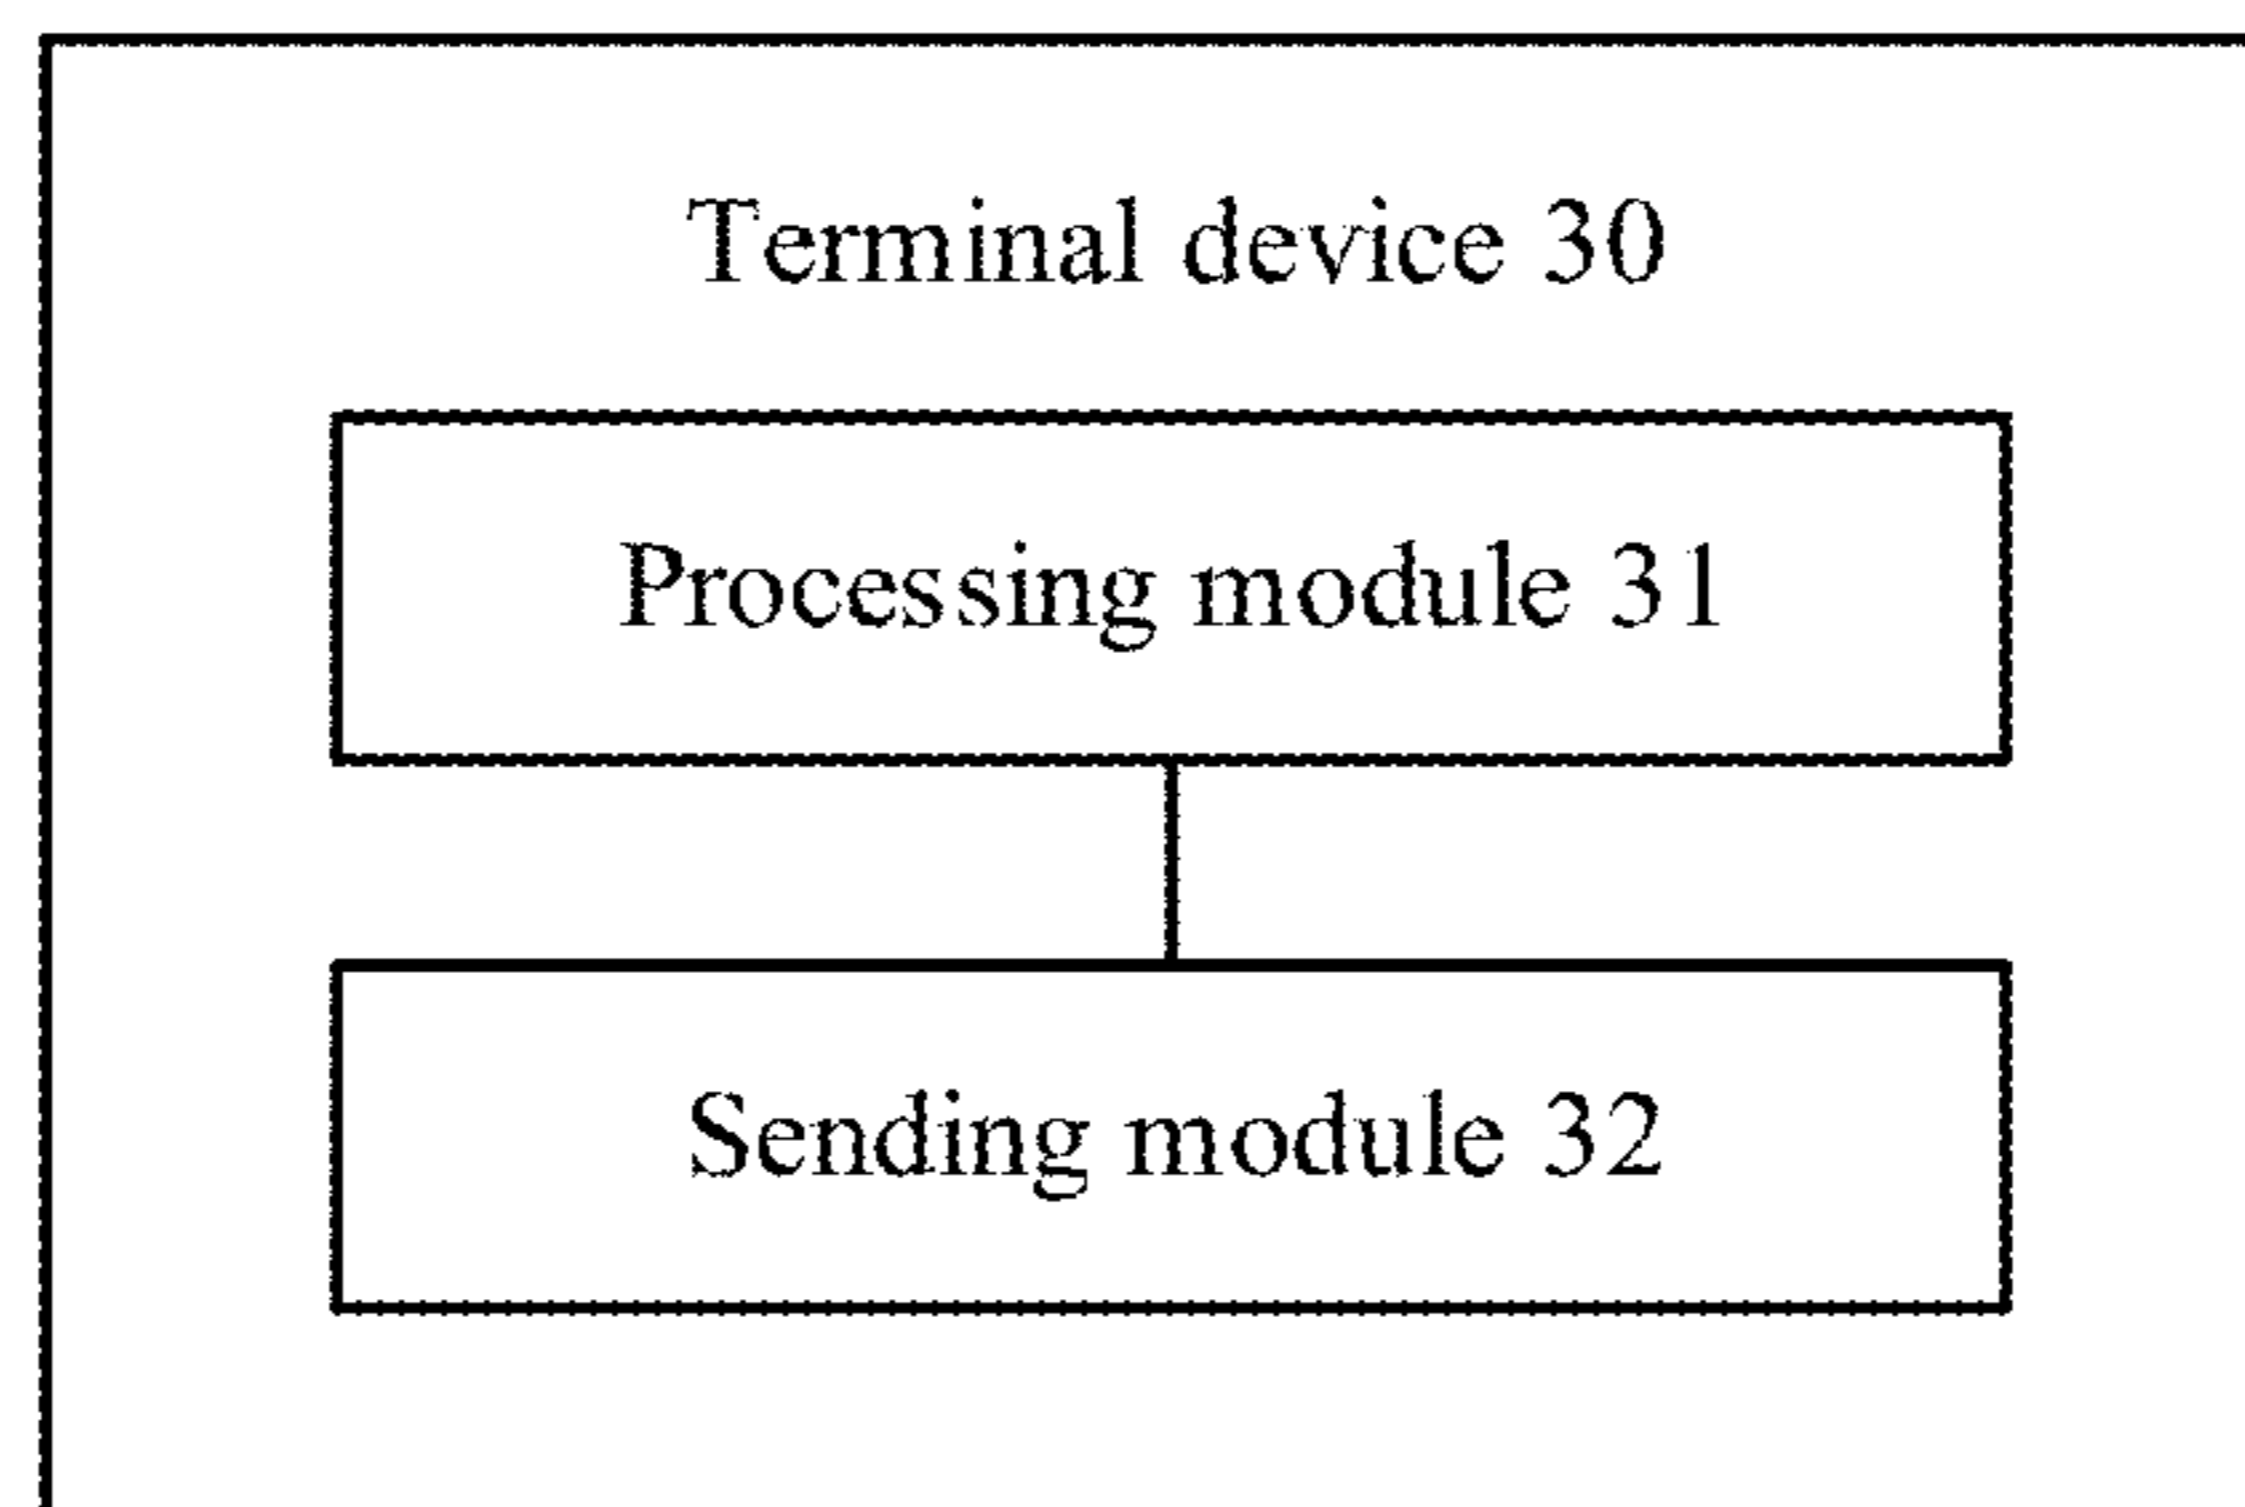 Terminal device 30
Processing module 31
Sending module 32